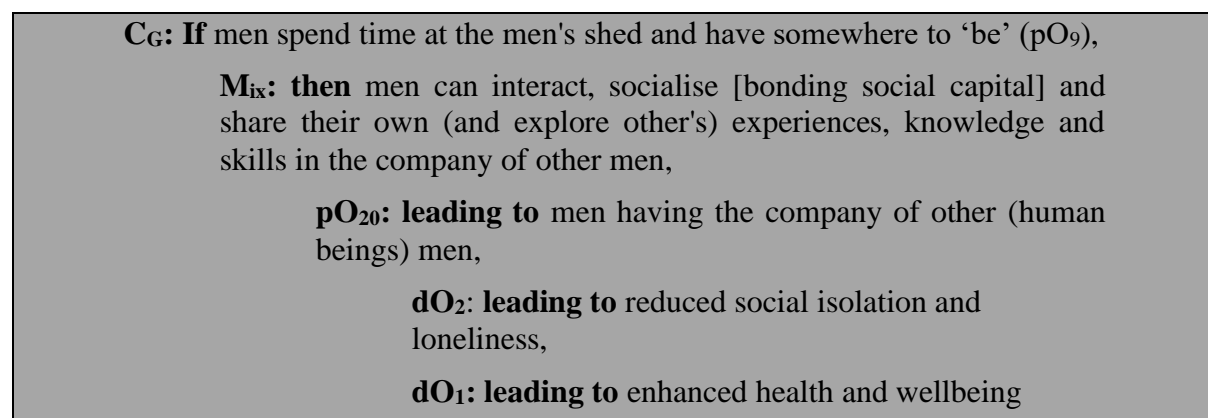 C_G: If men spend time at the men's shed and have somewhere to ‘be’ (pO₉),
M_ix: then men can interact, socialise [bonding social capital] and
share their own (and explore other's) experiences, knowledge and
skills in the company of other men,
pO₂₀: leading to men having the company of other (human
beings) men,
dO₂: leading to reduced social isolation and
loneliness,
dO₁: leading to enhanced health and wellbeing